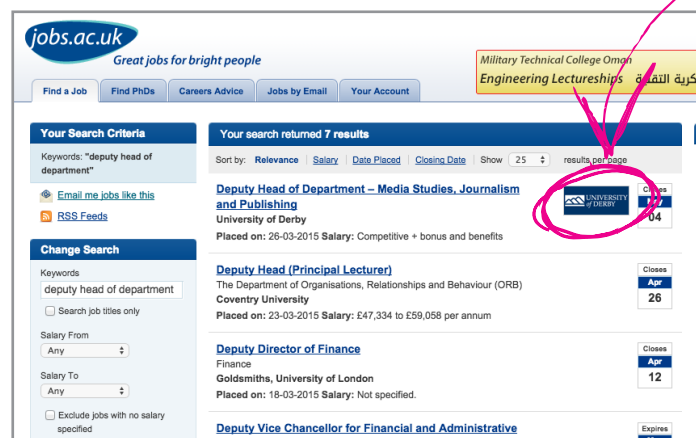 jobs.ac.uk
Great jobs for bright people
Military Technical College Oman
Engineering Lectureships
Find a Job
Find PhDs
Careers Advice
Jobs by Email
Your Account
Your Search Criteria
Keywords: "deputy head of
department"
Email me jobs like this
RSS Feeds
Change Search
Keywords
deputy head of department
Search job titles only
Salary From
Any
Salary To
Any
Exclude jobs with no salary
specified
Your search returned 7 results
Sort by: Relevance Salary Date Placed Closing Date Show 25 results per page
Deputy Head of Department – Media Studies, Journalism
and Publishing
University of Derby
Placed on: 26-03-2015 Salary: Competitive + bonus and benefits
UNIVERSITY
of DERBY
Closes
04
Deputy Head (Principal Lecturer)
The Department of Organisations, Relationships and Behaviour (ORB)
Coventry University
Placed on: 23-03-2015 Salary: £47,334 to £59,058 per annum
Closes
Apr
26
Deputy Director of Finance
Finance
Goldsmiths, University of London
Placed on: 18-03-2015 Salary: Not specified.
Closes
Apr
12
Deputy Vice Chancellor for Financial and Administrative
Expires